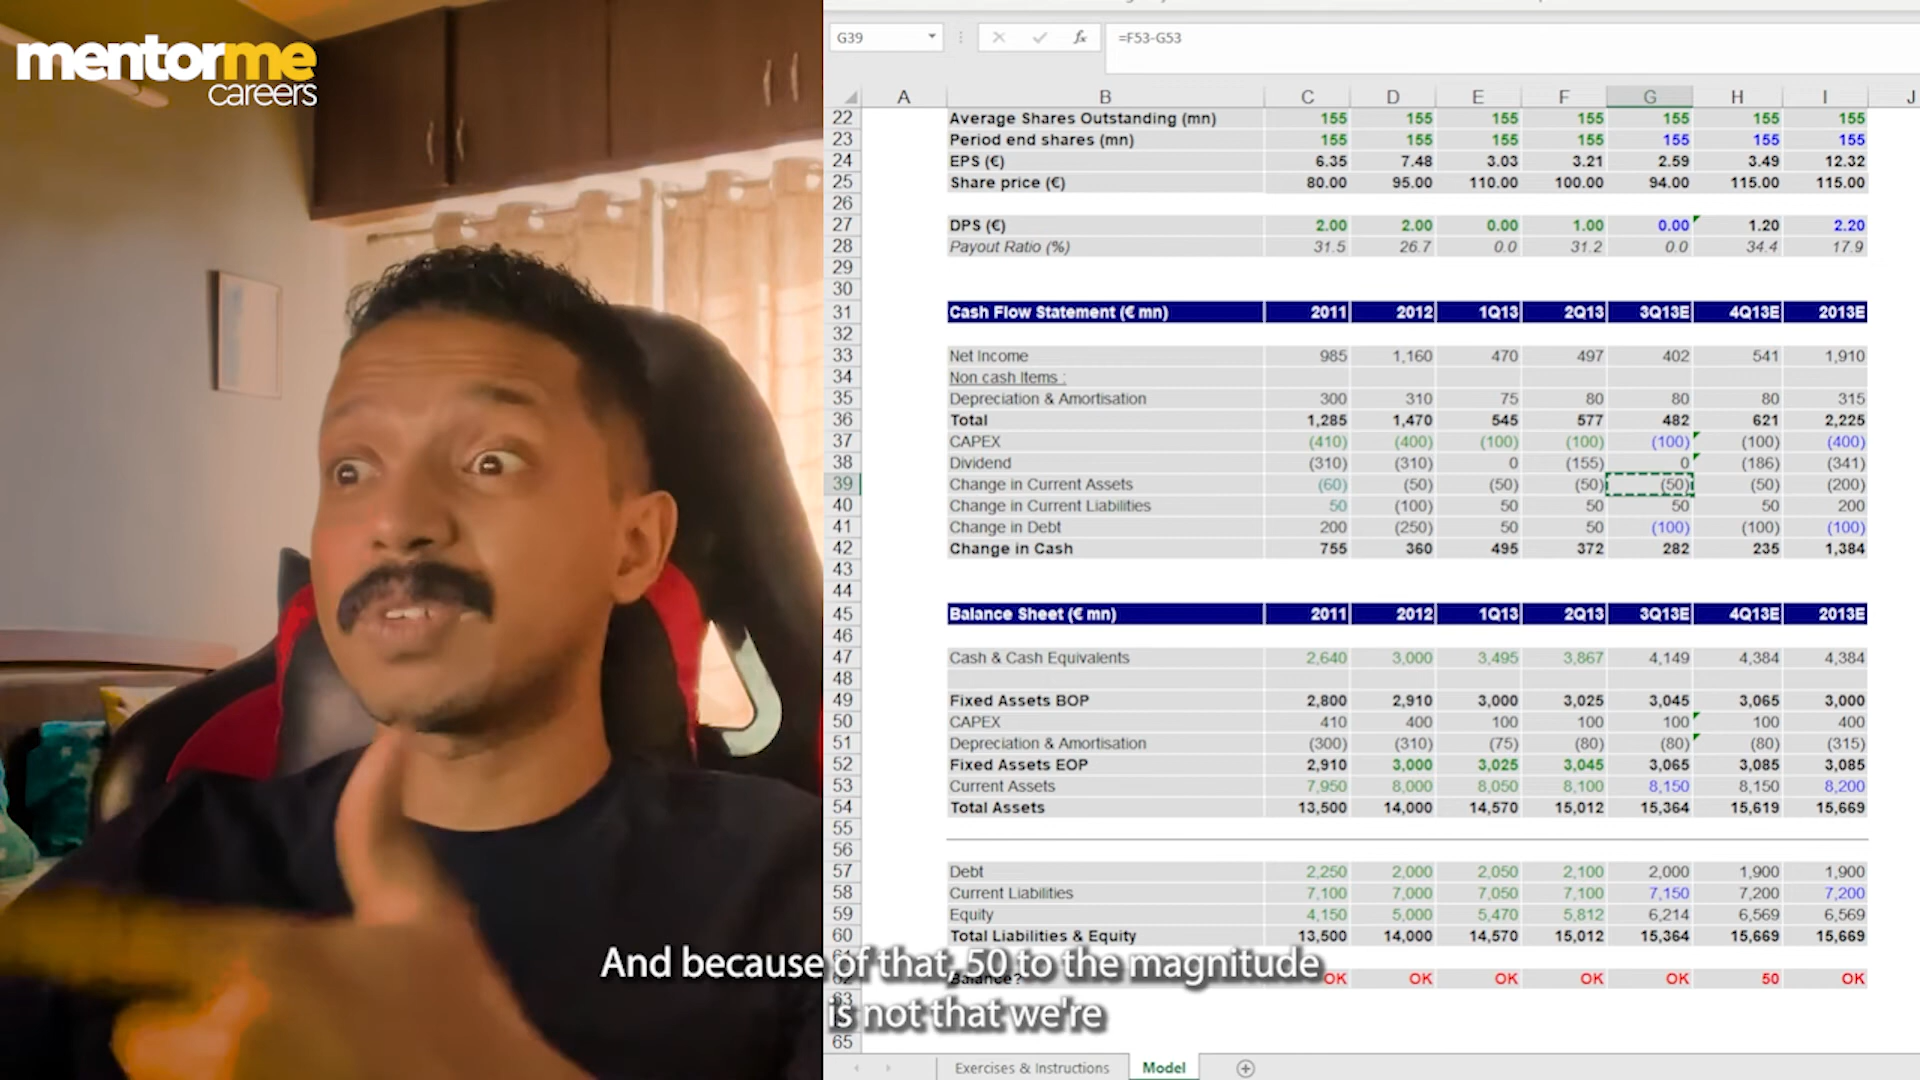 mentorme
careers
G39 fx =F53-G53
A B C D E F G H I J
22 Average Shares Outstanding (mn) 155 155 155 155 155 155 155
23 Period end shares (mn) 155 155 155 155 155 155 155
24 EPS (€) 6.35 7.48 3.03 3.21 2.59 3.49 12.32
25 Share price (€) 80.00 95.00 110.00 100.00 94.00 115.00 115.00
26
27 DPS (€) 2.00 2.00 0.00 1.00 0.00 1.20 2.20
28 Payout Ratio (%) 31.5 26.7 0.0 31.2 0.0 34.4 17.9
29
30
31 Cash Flow Statement (€ mn) 2011 2012 1Q13 2Q13 3Q13E 4Q13E 2013E
32
33 Net Income 985 1,160 470 497 402 541 1,910
34 Non cash Items :
35 Depreciation & Amortisation 300 310 75 80 80 80 315
36 Total 1,285 1,470 545 577 482 621 2,225
37 CAPEX (410) (400) (100) (100) (100) (100) (400)
38 Dividend (310) (310) 0 (155) 0 (186) (341)
39 Change in Current Assets (60) (50) (50) (50) (50) (50) (200)
40 Change in Current Liabilities 50 (100) 50 50 50 50 200
41 Change in Debt 200 (250) 50 50 (100) (100) (100)
42 Change in Cash 755 360 495 372 282 235 1,384
43
44
45 Balance Sheet (€ mn) 2011 2012 1Q13 2Q13 3Q13E 4Q13E 2013E
46
47 Cash & Cash Equivalents 2,640 3,000 3,495 3,867 4,149 4,384 4,384
48
49 Fixed Assets BOP 2,800 2,910 3,000 3,025 3,045 3,065 3,000
50 CAPEX 410 400 100 100 100 100 400
51 Depreciation & Amortisation (300) (310) (75) (80) (80) (80) (315)
52 Fixed Assets EOP 2,910 3,000 3,025 3,045 3,065 3,085 3,085
53 Current Assets 7,950 8,000 8,050 8,100 8,150 8,150 8,200
54 Total Assets 13,500 14,000 14,570 15,012 15,364 15,619 15,669
55
56
57 Debt 2,250 2,000 2,050 2,100 2,000 1,900 1,900
58 Current Liabilities 7,100 7,000 7,050 7,100 7,150 7,200 7,200
59 Equity 4,150 5,000 5,470 5,812 6,214 6,569 6,569
60 Total Liabilities & Equity 13,500 14,000 14,570 15,012 15,364 15,669 15,669
And because of that, 50 to the magnitude
62 Balance? OK OK OK OK OK 50 OK
63
is not that we're
65
Exercises & Instructions Model